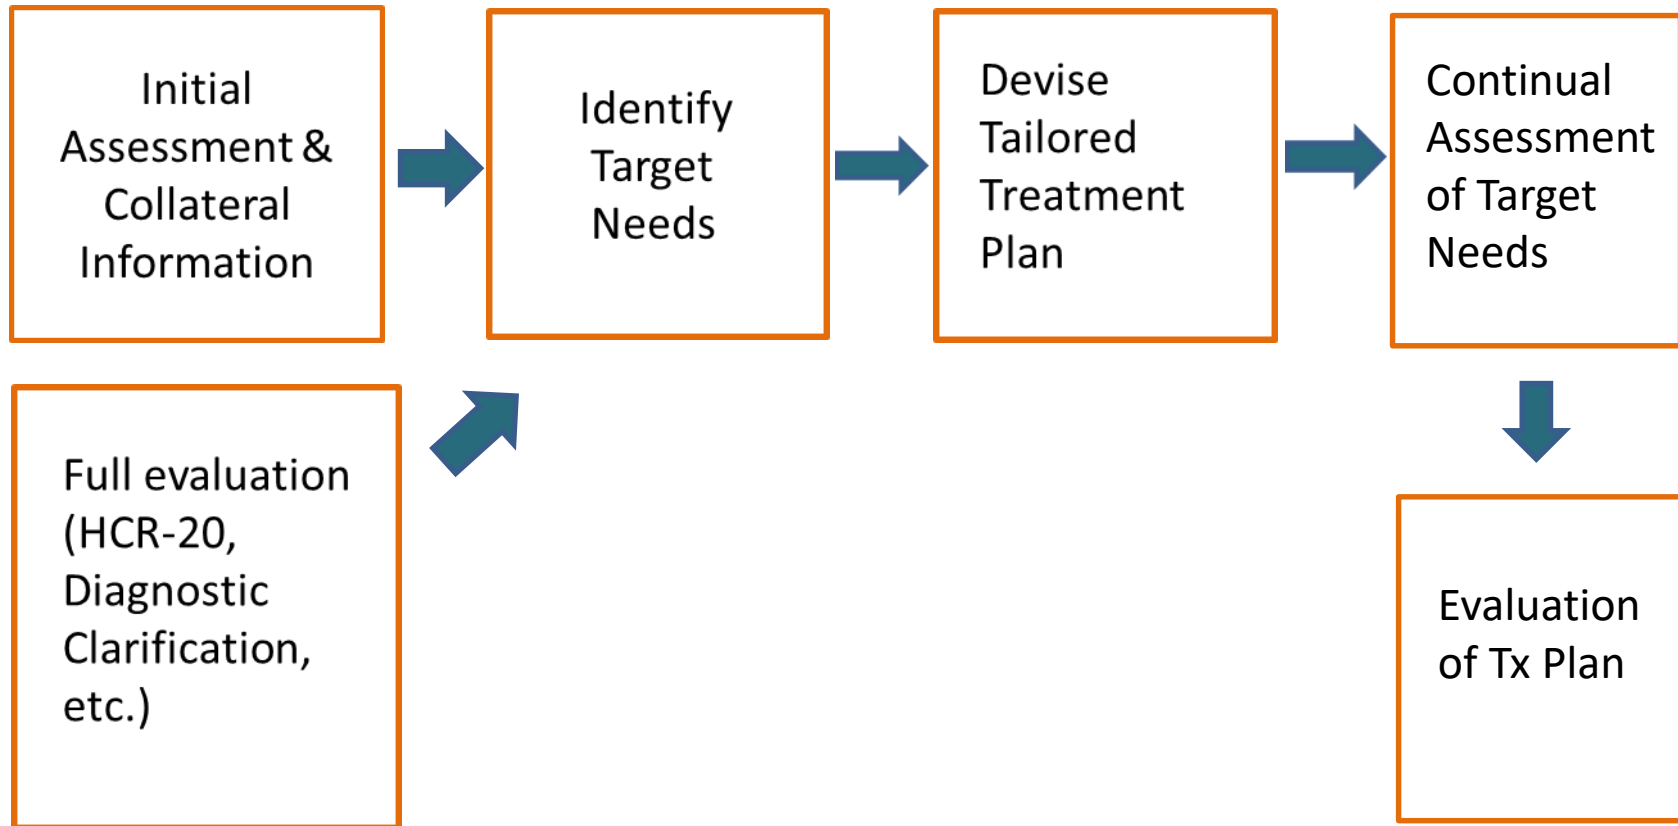 Initial
Assessment &
Collateral
Information
Identify
Target
Needs
Devise
Tailored
Treatment
Plan
Continual
Assessment
of Target
Needs
Full evaluation
(HCR-20,
Diagnostic
Clarification,
etc.)
Evaluation
of Tx Plan